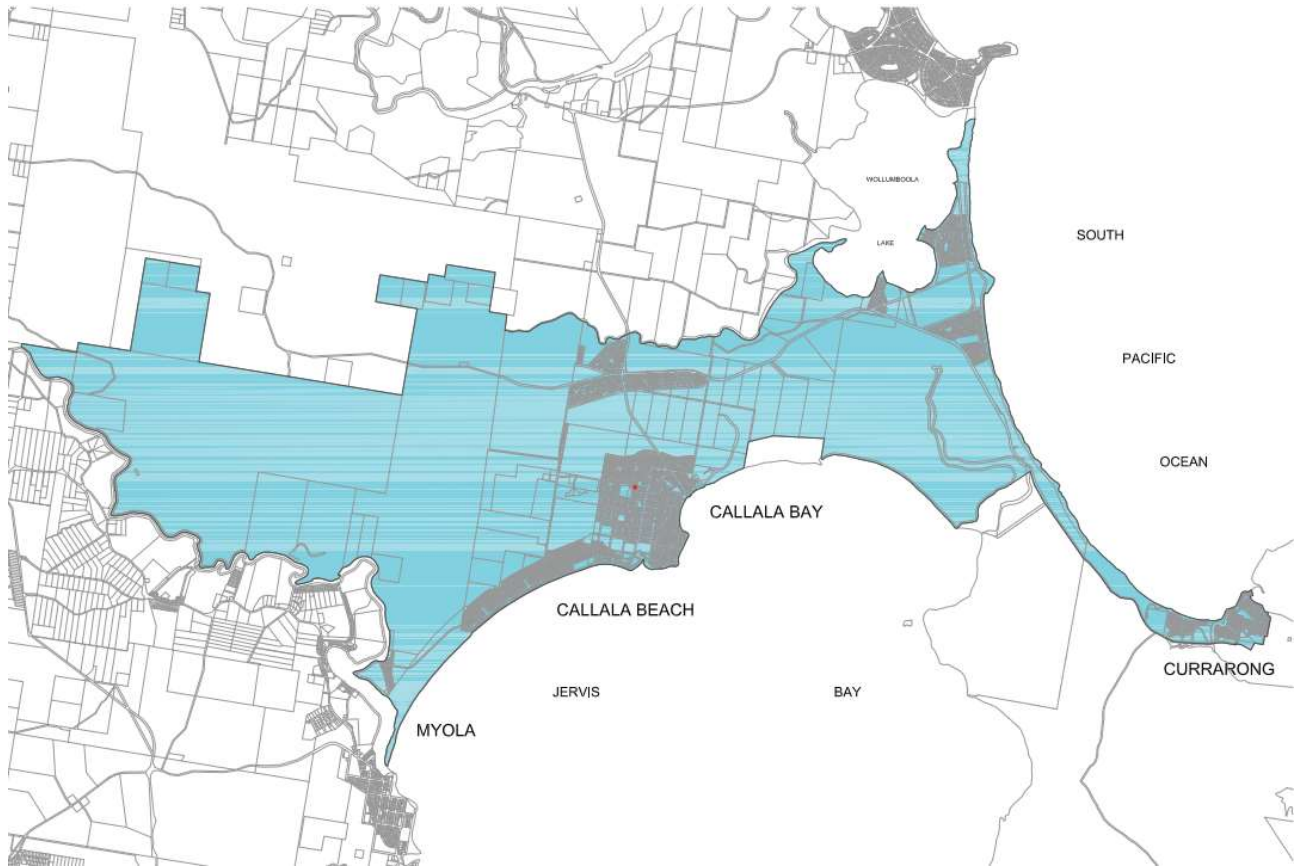 WOLLUMBOOLA
LAKE
SOUTH
PACIFIC
OCEAN
CALLALA BAY
CALLALA BEACH
CURRARONG
JERVIS BAY
MYOLA